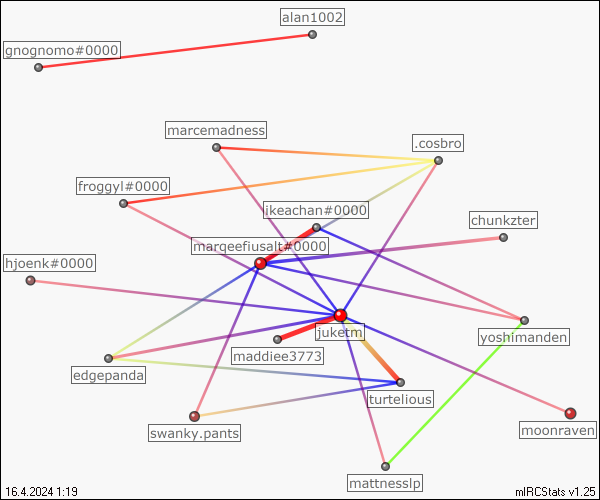 alan1002
gnognomo#0000
marcemadness
.cosbro
froggyl#0000
ikeachan#0000
chunkzter
marqeefiusalt#0000
hjoenk#0000
juketm
yoshimanden
maddiee3773
edgepanda
turtelious
swanky.pants
moonraven
mattnesslp
16.4.2024 1:19
mIRCStats v1.25